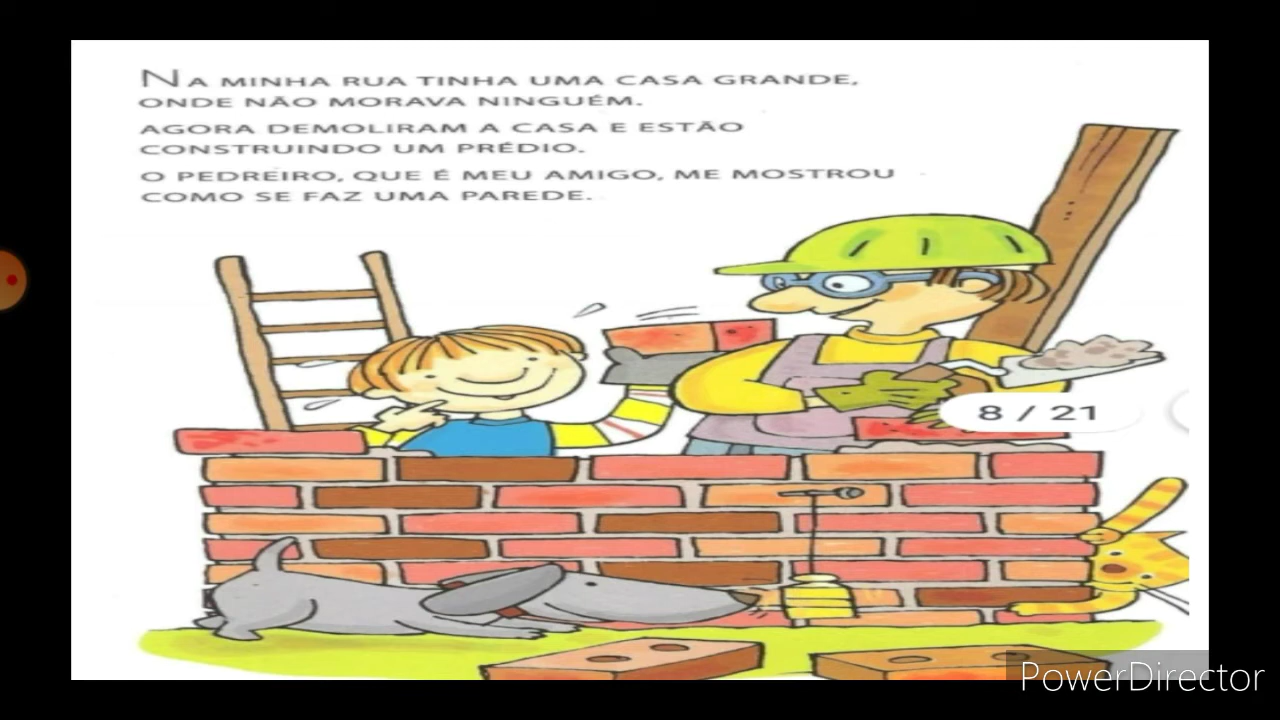 NA MINHA RUA TINHA UMA CASA GRANDE,
ONDE NÃO MORAVA NINGUÉM.
AGORA DEMOLIRAM A CASA E ESTÃO
CONSTRUINDO UM PRÉDIO.
O PEDREIRO, QUE É MEU AMIGO, ME MOSTROU
COMO SE FAZ UMA PAREDE.
8 / 21
PowerDirector